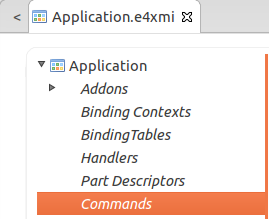 < Application.e4xmi
Application
Addons
Binding Contexts
BindingTables
Handlers
Part Descriptors
Commands